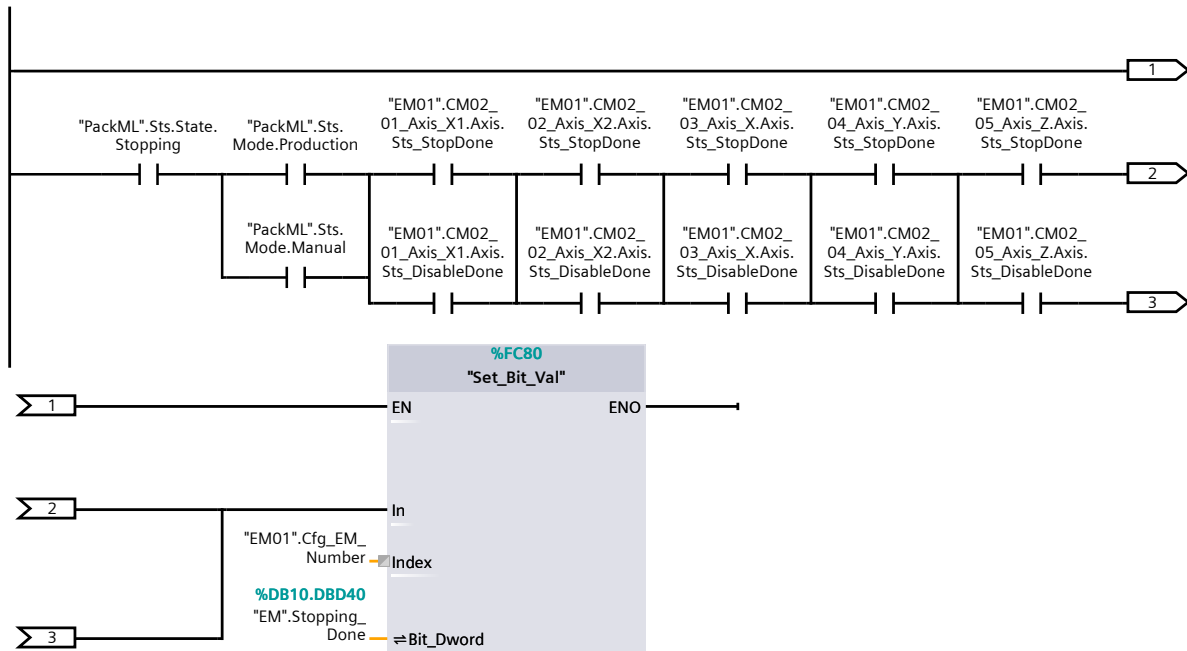 1
"PackML".Sts.State.
Stopping
"PackML".Sts.
Mode.Production
"EM01".CM02_
01_Axis_X1.Axis.
Sts_StopDone
"EM01".CM02_
02_Axis_X2.Axis.
Sts_StopDone
"EM01".CM02_
03_Axis_X.Axis.
Sts_StopDone
"EM01".CM02_
04_Axis_Y.Axis.
Sts_StopDone
"EM01".CM02_
05_Axis_Z.Axis.
Sts_StopDone
2
"PackML".Sts.
Mode.Manual
"EM01".CM02_
01_Axis_X1.Axis.
Sts_DisableDone
"EM01".CM02_
02_Axis_X2.Axis.
Sts_DisableDone
"EM01".CM02_
03_Axis_X.Axis.
Sts_DisableDone
"EM01".CM02_
04_Axis_Y.Axis.
Sts_DisableDone
"EM01".CM02_
05_Axis_Z.Axis.
Sts_DisableDone
3
%FC80
"Set_Bit_Val"
1
EN
ENO
2
In
"EM01".Cfg_EM_
Number
Index
%DB10.DBD40
"EM".Stopping_
Done
3
⇌Bit_Dword